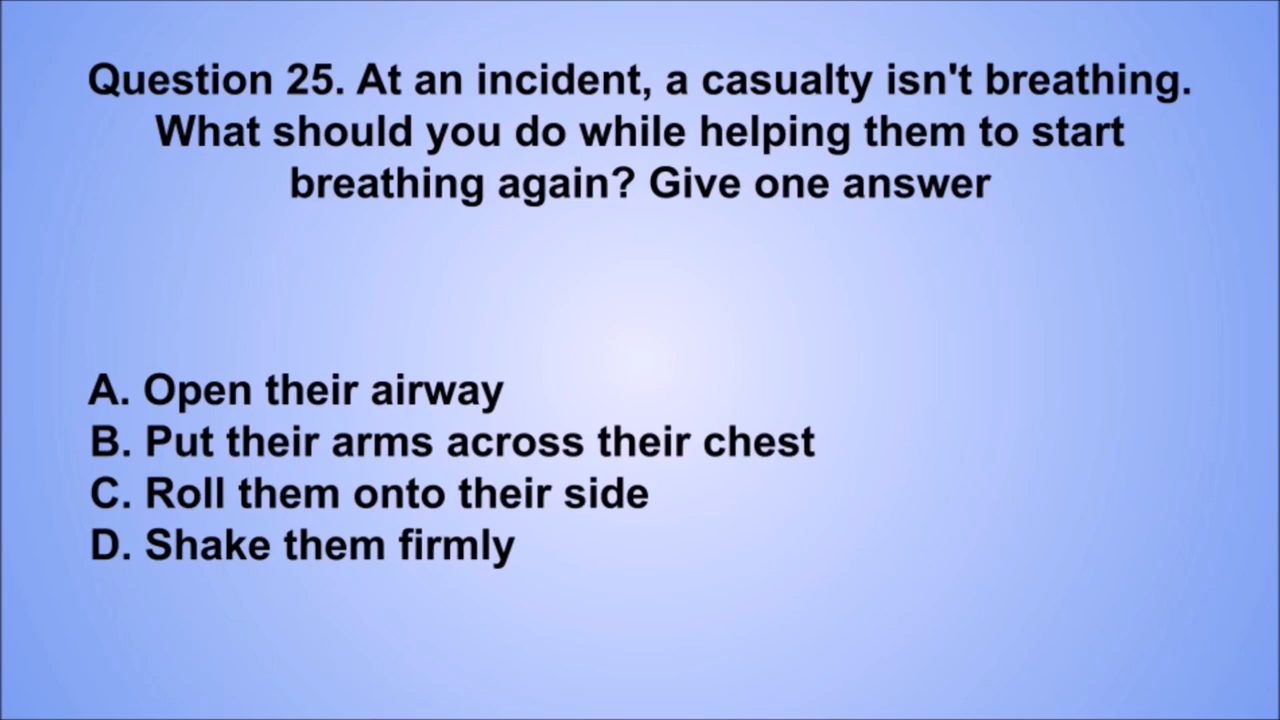 Question 25. At an incident, a casualty isn't breathing.
What should you do while helping them to start
breathing again? Give one answer
A. Open their airway
B. Put their arms across their chest
C. Roll them onto their side
D. Shake them firmly